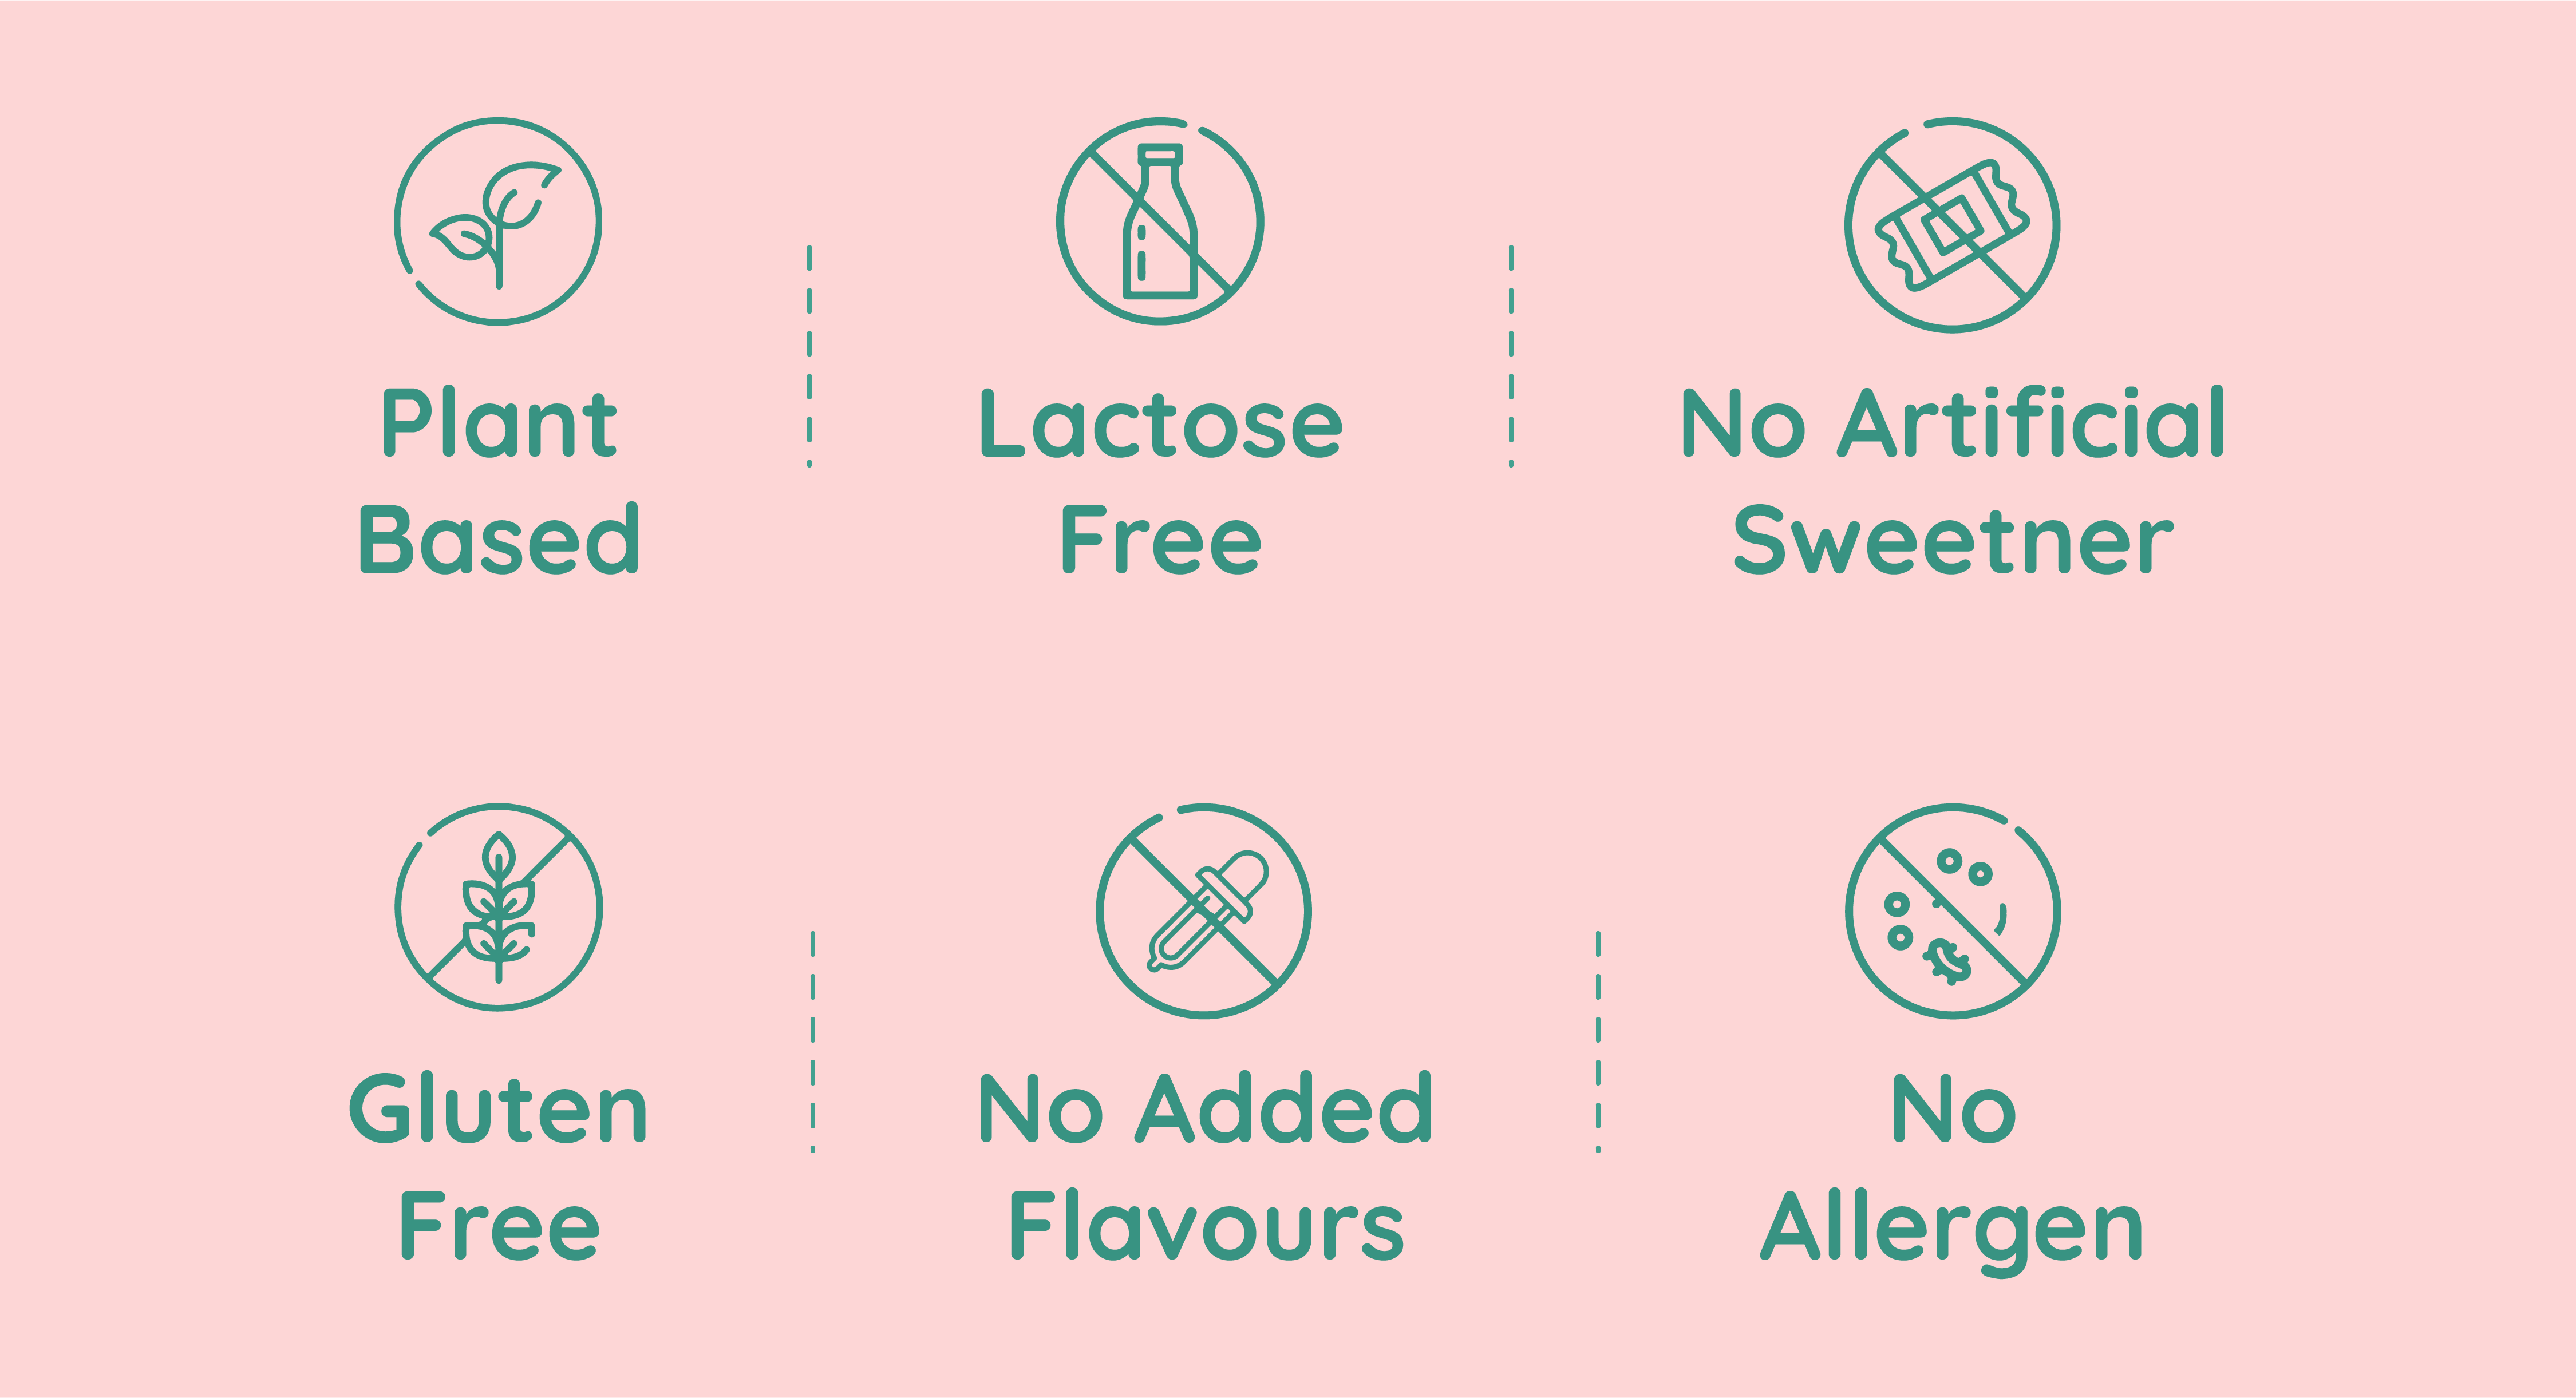 Plant
Based
Lactose
Free
No Artificial
Sweetner
Gluten
Free
No Added
Flavours
No
Allergen